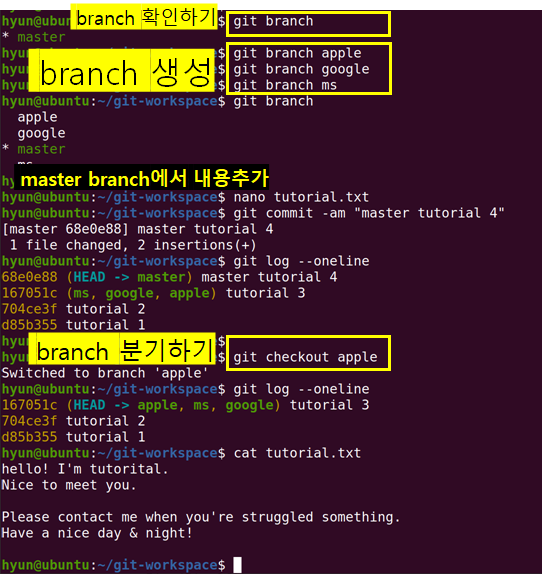 branch 확인하기$ git branch
* master
hyun@ubuntu:~/git-workspace$ git branch apple
branch 생성$ git branch google
$ git branch ms
hyun@ubuntu:~/git-workspace$ git branch
apple
google
* master
master branch에서 내용추가
hyun@ubuntu:~/git-workspace$ nano tutorial.txt
hyun@ubuntu:~/git-workspace$ git commit -am "master tutorial 4"
[master 68e0e88] master tutorial 4
1 file changed, 2 insertions(+)
hyun@ubuntu:~/git-workspace$ git log --oneline
68e0e88 (HEAD -> master) master tutorial 4
167051c (ms, google, apple) tutorial 3
704ce3f tutorial 2
d85b355 tutorial 1
branch 분기하기$ git checkout apple
Switched to branch 'apple'
hyun@ubuntu:~/git-workspace$ git log --oneline
167051c (HEAD -> apple, ms, google) tutorial 3
704ce3f tutorial 2
d85b355 tutorial 1
hyun@ubuntu:~/git-workspace$ cat tutorial.txt
hello! I'm tutorital.
Nice to meet you.
Please contact me when you're struggled something.
Have a nice day & night!
hyun@ubuntu:~/git-workspace$